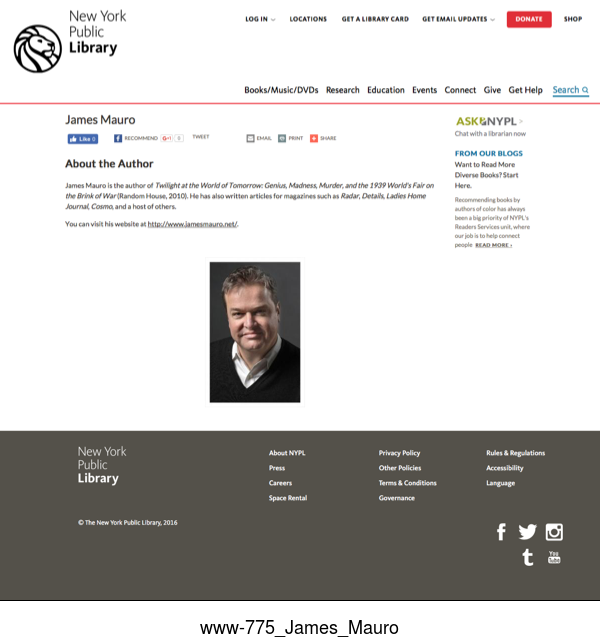 New York
Public
Library
LOG IN
LOCATIONS
GET A LIBRARY CARD
GET EMAIL UPDATES
DONATE
SHOP
Books/Music/DVDs
Research
Education
Events
Connect
Give
Get Help
Search
James Mauro
Like 0
RECOMMEND
G+1
0
TWEET
EMAIL
PRINT
SHARE
About the Author
James Mauro is the author of Twilight at the World of Tomorrow: Genius, Madness, Murder, and the 1939 World's Fair on
the Brink of War (Random House, 2010). He has also written articles for magazines such as Radar, Details, Ladies Home
Journal, Cosmo, and a host of others.
You can visit his website at http://www.jamesmauro.net/.
ASK NYPL >
Chat with a librarian now
FROM OUR BLOGS
Want to Read More
Diverse Books? Start
Here.
Recommending books by
authors of color has always
been a big priority of NYPL's
Readers Services unit, where
our job is to help connect
people READ MORE ›
New York
Public
Library
About NYPL
Press
Careers
Space Rental
Privacy Policy
Other Policies
Terms & Conditions
Governance
Rules & Regulations
Accessibility
Language
© The New York Public Library, 2016
You
Tube
www-775_James_Mauro